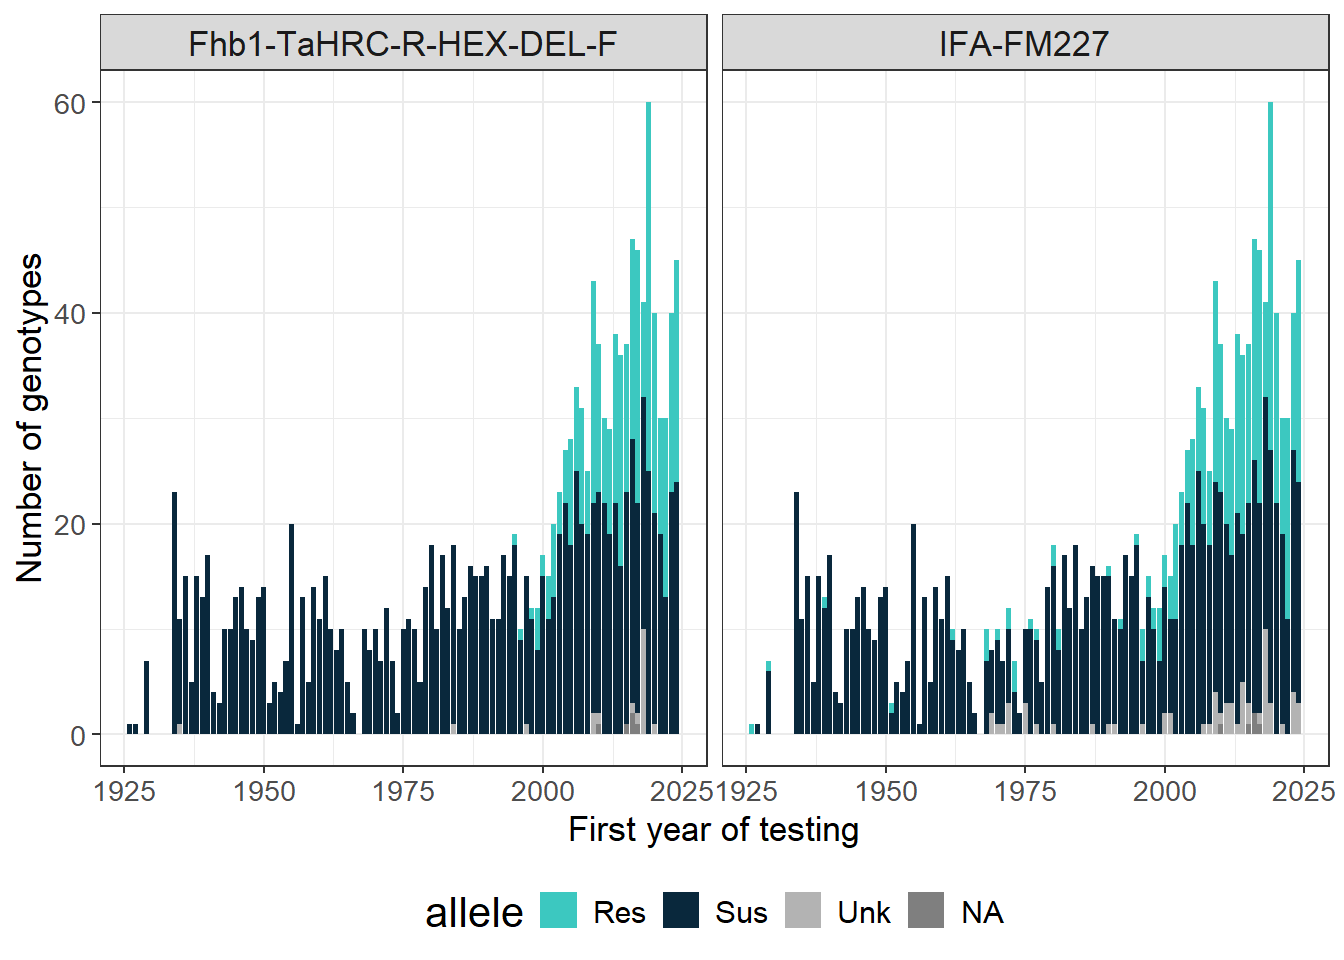 Fhb1-TaHRC-R-HEX-DEL-F
IFA-FM227
Number of genotypes
60
40
20
0
1925 1950 1975 2000 2025
1925 1950 1975 2000 2025
First year of testing
allele Res Sus Unk NA